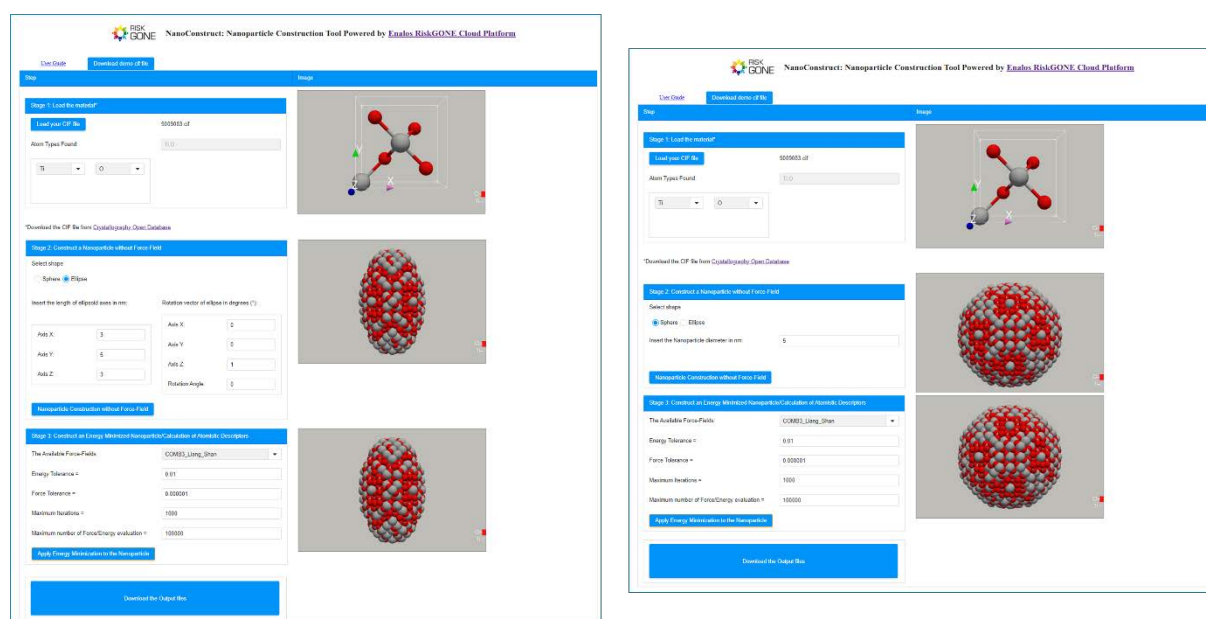 RISK
GONE
NanoConstruct: Nanoparticle Construction Tool Powered by Enalos RiskGONE Cloud Platform
User Guide
Download demo cif file
Step
Image
Stage 1: Load the material*
Load your CIF file
9009083.cif
Atom Types Found
Ti,O
Ti
O
Y
Z
X
*Download the CIF file from Crystallography Open Database
Stage 2: Construct a Nanoparticle without Force-Field
Select shape
Sphere
Ellipse
Insert the length of ellipsoid axes in nm:
Rotation vector of ellipse in degrees (°):
Axis X:
3
Axis Y:
5
Axis Z:
3
Axis X:
0
Axis Y
0
Axis Z
1
Rotation Angle
0
Nanoparticle Construction without Force-Field
Stage 3: Construct an Energy Minimized Nanoparticle/Calculation of Atomistic Descriptors
The Available Force-Fields:
COMB3_Liang_Shan
Energy Tolerance =
0.01
Force Tolerance =
0.000001
Maximum Iterations =
1000
Maximum number of Force/Energy evaluation =
100000
Apply Energy Minimization to the Nanoparticle
Download the Output files
RISK
GONE
NanoConstruct: Nanoparticle Construction Tool Powered by Enalos RiskGONE Cloud Platform
User Guide
Download demo cif file
Step
Image
Stage 1: Load the material*
Load your CIF file
9009083.cif
Atom Types Found
Ti,O
Ti
O
Y
Z
X
*Download the CIF file from Crystallography Open Database
Stage 2: Construct a Nanoparticle without Force-Field
Select shape
Sphere
Ellipse
Insert the Nanoparticle diameter in nm:
5
Nanoparticle Construction without Force-Field
Stage 3: Construct an Energy Minimized Nanoparticle/Calculation of Atomistic Descriptors
The Available Force-Fields:
COMB3_Liang_Shan
Energy Tolerance =
0.01
Force Tolerance =
0.000001
Maximum Iterations =
1000
Maximum number of Force/Energy evaluation =
100000
Apply Energy Minimization to the Nanoparticle
Download the Output files